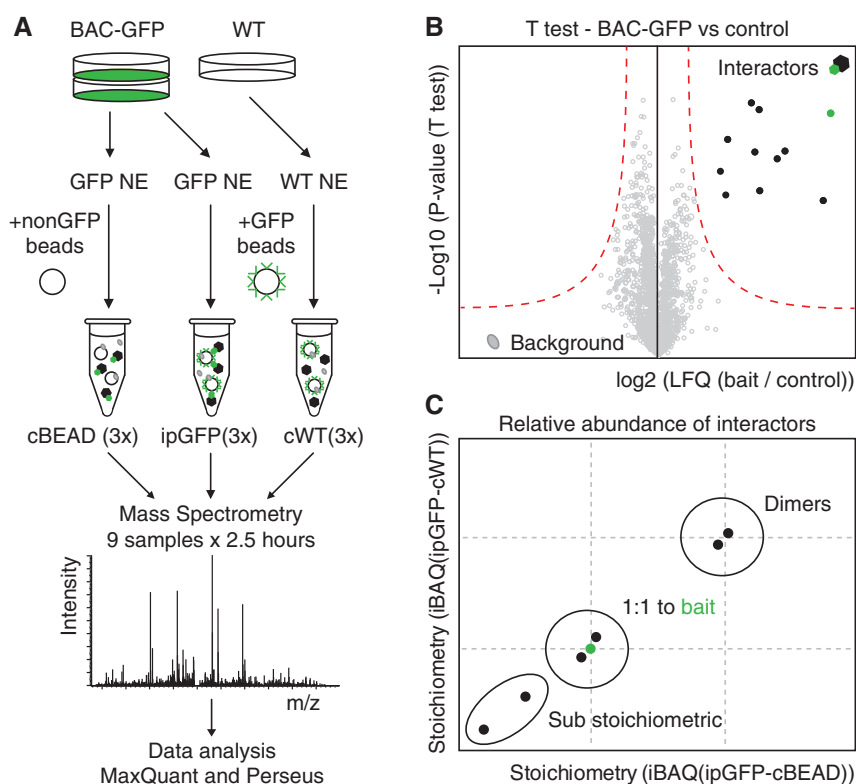 A
BAC-GFP
WT
GFP NE
GFP NE
WT NE
+nonGFP
beads
+GFP
beads
cBEAD (3x)
ipGFP(3x)
cWT(3x)
Mass Spectrometry
9 samples x 2.5 hours
Intensity
m/z
Data analysis
MaxQuant and Perseus
B
T test - BAC-GFP vs control
-Log10 (P-value (T test))
Interactors
Background
log2 (LFQ (bait / control))
C
Relative abundance of interactors
Stoichiometry (iBAQ(ipGFP-cWT))
Dimers
1:1 to bait
Sub stoichiometric
Stoichiometry (iBAQ(ipGFP-cBEAD))